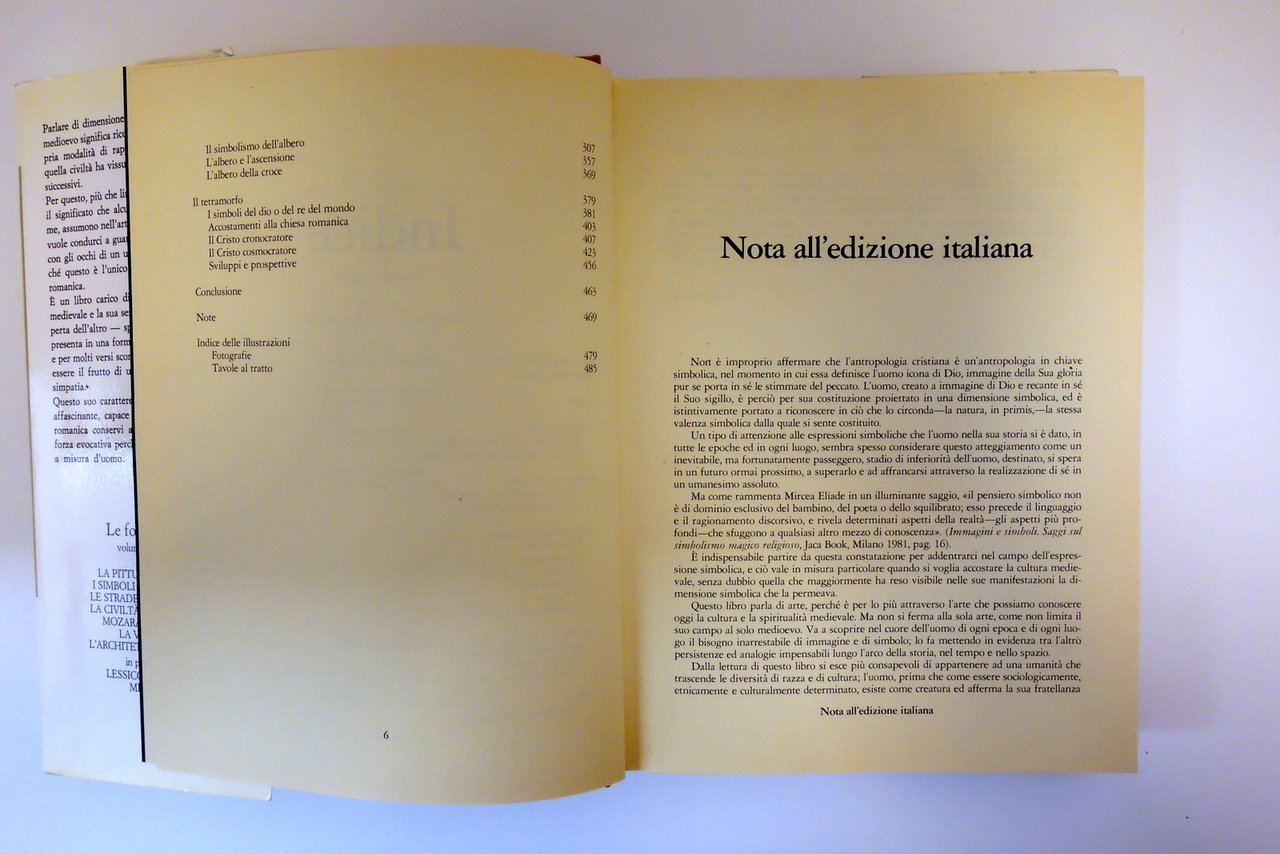 Parlare di dimensione
medioevo significa
pria modalità di
quella civiltà ha
successivi.
Per questo, più che
il significato che
me, assumono
vuole condurci a
con gli occhi di un
ché questo è l'unico
romanica.
È un libro carico
medievale e la sua
perta dell'altro —
presenta in una
e per molti versi
essere il frutto di
simpatia.
Questo suo
affascinante, capace
romanica conservi
forza evocativa
a misura d'uomo.
Le
LA
I SIMBOLI
LE STRADE
LA CIVILTÀ
LA
in
Il simbolismo dell'albero 307
L'albero e l'ascensione 357
L'albero della croce 369
Il tetramorfo 379
I simboli del dio o del re del mondo 381
Accostamenti alla chiesa romanica 403
Il Cristo cronocratore 407
Il Cristo cosmocratore 423
Sviluppi e prospettive 456
Conclusione 463
Note 469
Indice delle illustrazioni
Fotografie 479
Tavole al tratto 485
6
Nota all'edizione italiana
Non è improprio affermare che l'antropologia cristiana è un'antropologia in chiave
simbolica, nel momento in cui essa definisce l'uomo icona di Dio, immagine della Sua gloria
pur se porta in sé le stimmate del peccato. L'uomo, creato a immagine di Dio e recante in sé
il Suo sigillo, è perciò per sua costituzione proiettato in una dimensione simbolica, ed è
istintivamente portato a riconoscere in ciò che lo circonda—la natura, in primis,—la stessa
valenza simbolica dalla quale si sente costituito.
Un tipo di attenzione alle espressioni simboliche che l'uomo nella sua storia si è dato, in
tutte le epoche ed in ogni luogo, sembra spesso considerare questo atteggiamento come un
inevitabile, ma fortunatamente passeggero, stadio di inferiorità dell'uomo, destinato, si spera
in un futuro ormai prossimo, a superarlo e ad affrancarsi attraverso la realizzazione di sé in
un umanesimo assoluto.
Ma come rammenta Mircea Eliade in un illuminante saggio, «il pensiero simbolico non
è di dominio esclusivo del bambino, del poeta o dello squilibrato; esso precede il linguaggio
e il ragionamento discorsivo, e rivela determinati aspetti della realtà—gli aspetti più pro-
fondi—che sfuggono a qualsiasi altro mezzo di conoscenza». (Immagini e simboli. Saggi sul
simbolismo magico religioso, Jaca Book, Milano 1981, pag. 16).
È indispensabile partire da questa constatazione per addentrarci nel campo dell'espres-
sione simbolica, e ciò vale in misura particolare quando si voglia accostare la cultura medie-
vale, senza dubbio quella che maggiormente ha reso visibile nelle sue manifestazioni la di-
mensione simbolica che la permeava.
Questo libro parla di arte, perché è per lo più attraverso l'arte che possiamo conoscere
oggi la cultura e la spiritualità medievale. Ma non si ferma alla sola arte, come non limita il
suo campo al solo medioevo. Va a scoprire nel cuore dell'uomo di ogni epoca e di ogni luo-
go il bisogno inarrestabile di immagine e di simbolo; lo fa mettendo in evidenza tra l'altro
persistenze ed analogie impensabili lungo l'arco della storia, nel tempo e nello spazio.
Dalla lettura di questo libro si esce più consapevoli di appartenere ad una umanità che
trascende le diversità di razza e di cultura; l'uomo, prima che come essere sociologicamente,
etnicamente e culturalmente determinato, esiste come creatura ed afferma la sua fratellanza
Nota all'edizione italiana